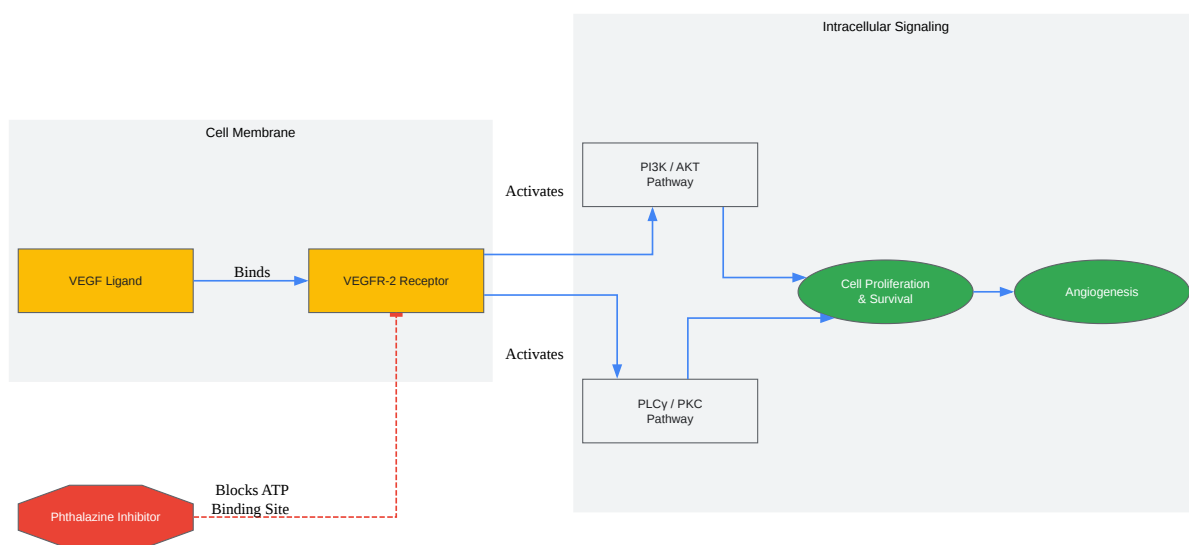 Intracellular Signaling
Cell Membrane
PI3K / AKT
Pathway
Activates
VEGF Ligand
Binds
VEGFR-2 Receptor
Cell Proliferation
& Survival
Angiogenesis
Activates
PLCγ / PKC
Pathway
Blocks ATP
Binding Site
Phthalazine Inhibitor